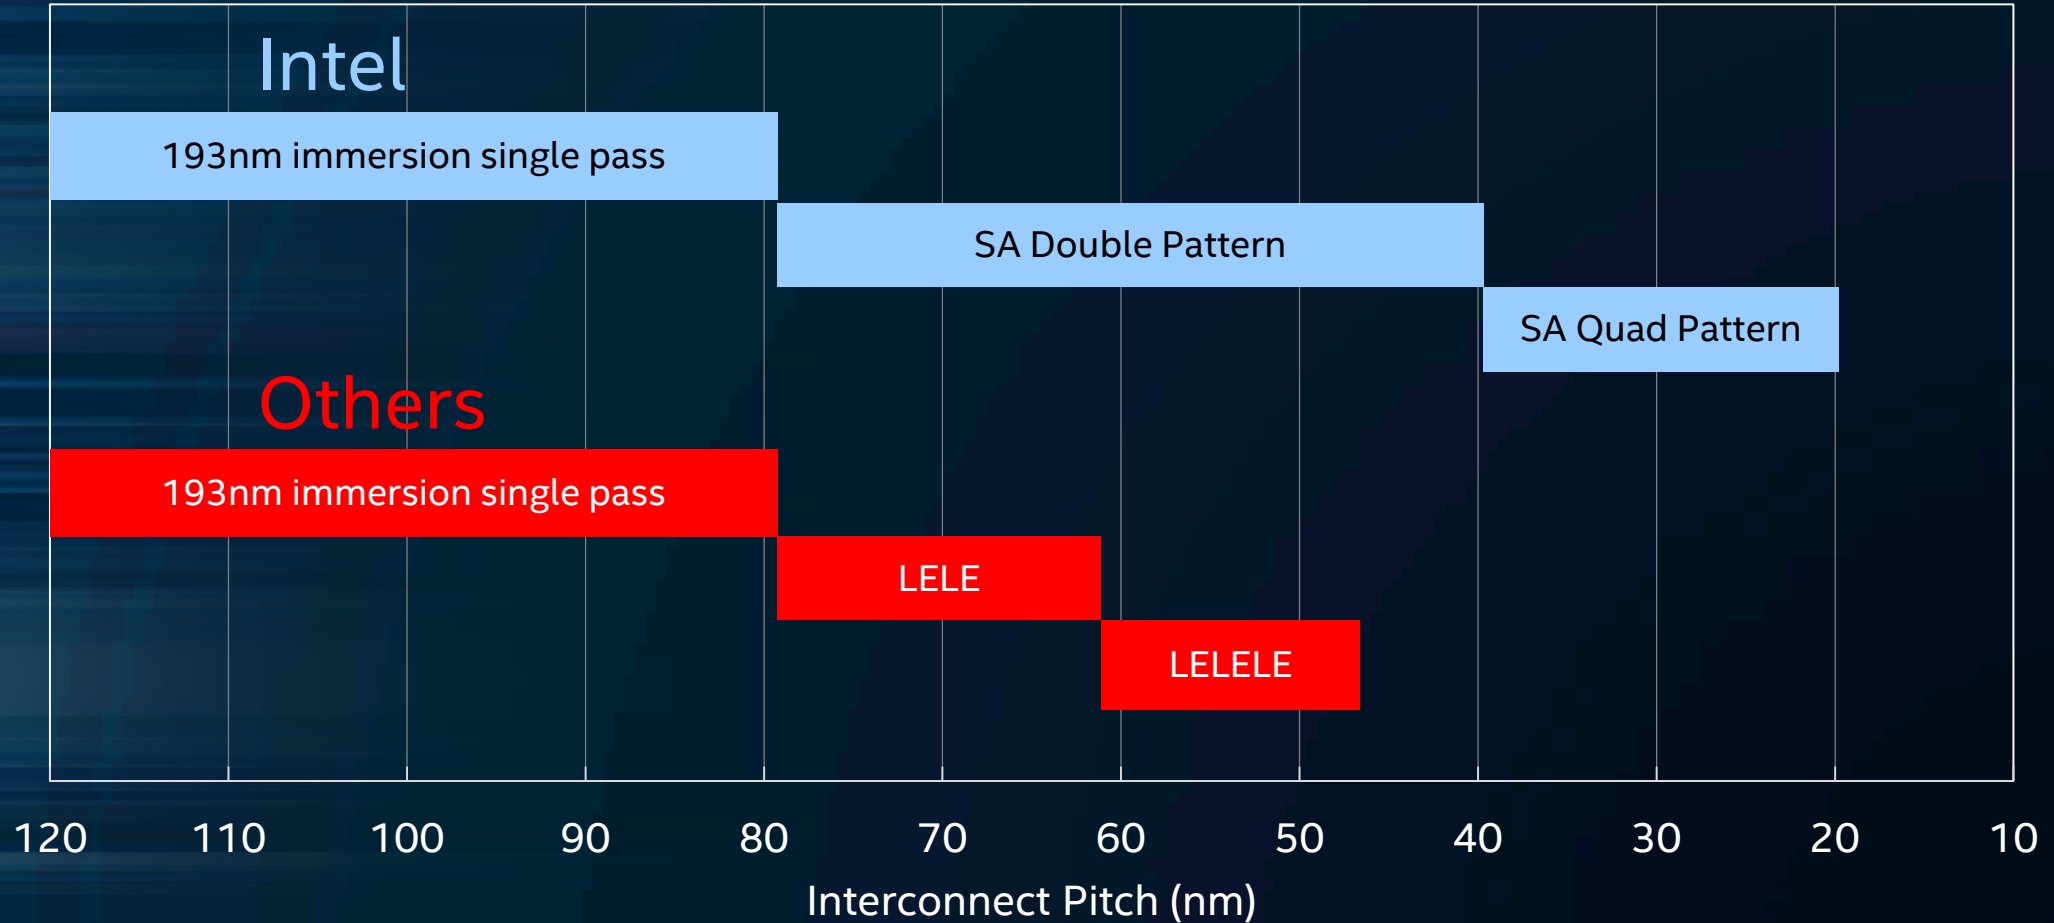 Intel
193nm immersion single pass
SA Double Pattern
SA Quad Pattern
Others
193nm immersion single pass
LELE
LELELE
120 110 100 90 80 70 60 50 40 30 20 10
Interconnect Pitch (nm)